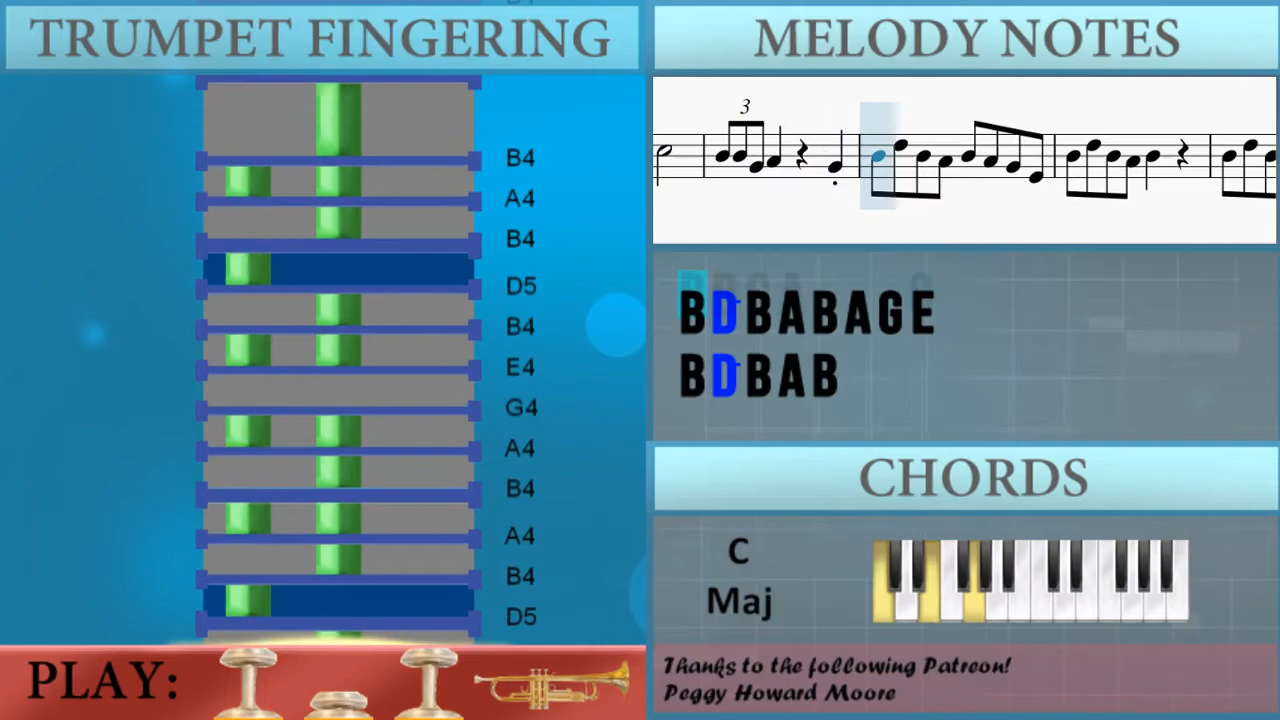 TRUMPET FINGERING
B4
A4
B4
D5
B4
E4
G4
A4
B4
A4
B4
D5
PLAY:
MELODY NOTES
3
BDBABAGE
BDBAB
CHORDS
C
Maj
Thanks to the following Patreon!
Peggy Howard Moore